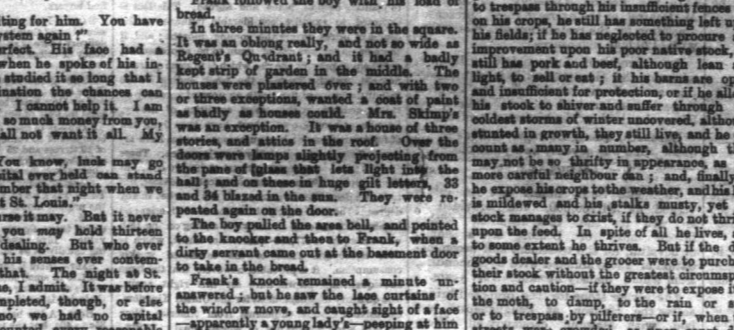 ting for him. You have
ystem again?"
rfect. His face had a
when he spoke of his in-
studied it so long that I
ination the chances can
I cannot help it. I am
so much money from you,
all not want it all. My
You know, luck may go
pital ever held can stand
mber that night when we
t St. Louis."
rse it may. But it never
you may hold thirteen
dealing. But who ever
his senses ever contem-
that. The night at St.
e, I admit. It was before
mpleted, though, or else
no, we had no capital
Frank followed the boy with his load of
bread.
In three minutes they were in the square.
It was an oblong really, and not so wide as
Regent's Quadrant; and it had a badly
kept strip of garden in the middle. The
houses were plastered over; and with two
or three exceptions, wanted a coat of paint
as badly as houses could. Mrs. Skimp's
was an exception. It was a house of three
stories, and attics in the roof. Over the
doors were lamps slightly projecting from
the pane of glass that lets light into the
hall; and on these in huge gilt letters, 33
and 34 blazed in the sun. They were re-
peated again on the door.
The boy pulled the area bell, and pointed
to the knocker and then to Frank, when a
dirty servant came out at the basement door
to take in the bread.
Frank's knock remained a minute un-
answered; but he saw the lace curtains of
the window move, and caught sight of a face
—apparently a young lady's—peeping at him
to trespass through his insufficient fences
on his crops, he still has something left u
his fields; if he has neglected to procure
improvement upon his poor native stock,
still has pork and beef, although lean
light, to sell or eat; if his barns are op
and insufficient for protection, or if he all
his stock to shiver and suffer through
coldest storms of winter uncovered, altho
stunted in growth, they still live, and he
count as many in number, although t
may not be so thrifty in appearance, as
more careful neighbour can; and, finally
he expose his crops to the weather, and his
is mildewed and his stalks musty, yet
stock manages to exist, if they do not thri
upon the feed. In spite of all he lives,
to some extent he thrives. But if the d
goods dealer and the grocer were to purch
their stock without the greatest circumsp
tion and caution—if they were to expose i
the moth, to damp, to the rain or s
or to trespass by pilferers—or if, when